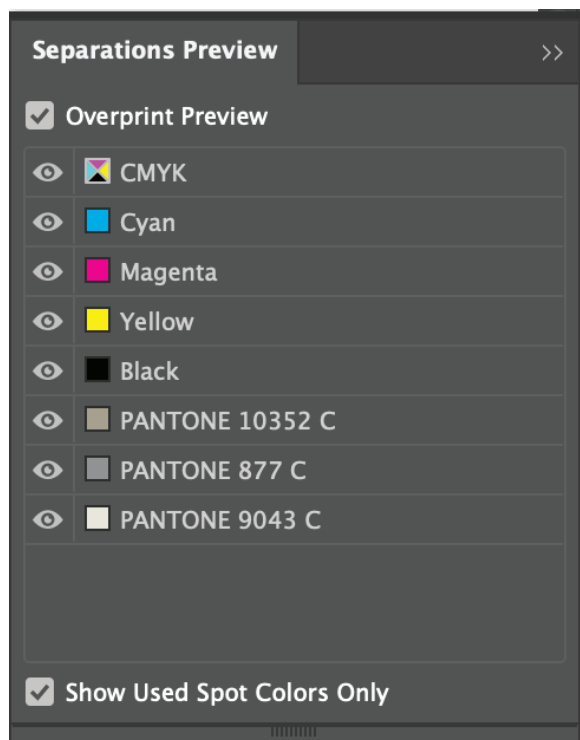 Separations Preview
Overprint Preview
CMYK
Cyan
Magenta
Yellow
Black
PANTONE 10352 C
PANTONE 877 C
PANTONE 9043 C
Show Used Spot Colors Only